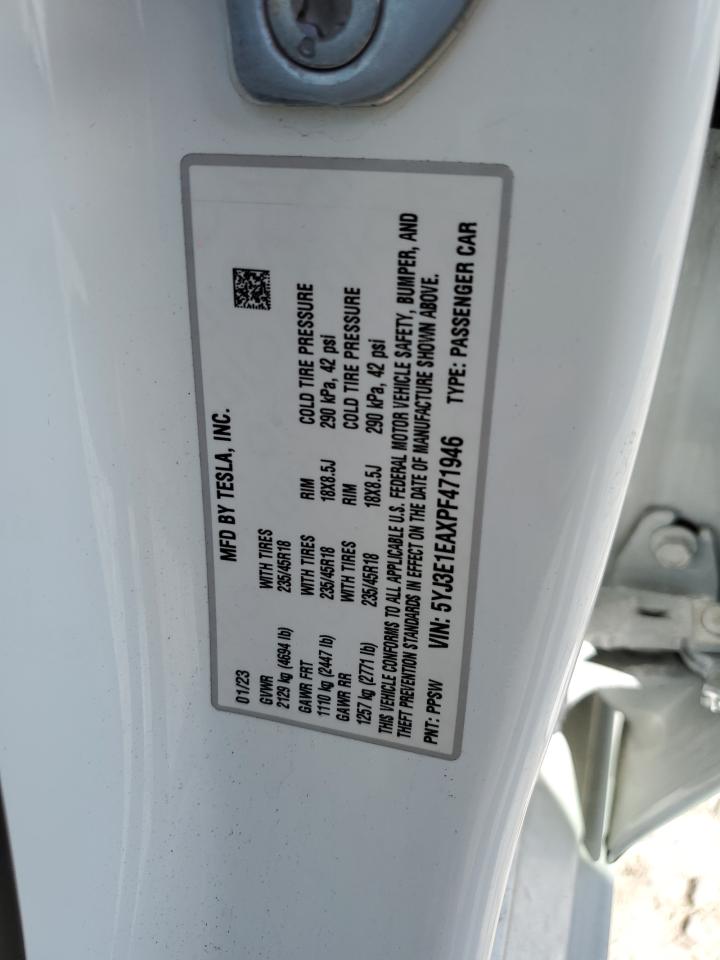 MFD BY TESLA, INC.
01/23
GVWR WITH TIRES
2129 kg (4694 lb) 235/45R18
GAWR FRT WITH TIRES RIM COLD TIRE PRESSURE
1110 kg (2447 lb) 235/45R18 18X8.5J 290 kPa, 42 psi
GAWR RR WITH TIRES RIM COLD TIRE PRESSURE
1257 kg (2771 lb) 235/45R18 18X8.5J 290 kPa, 42 psi
THIS VEHICLE CONFORMS TO ALL APPLICABLE U.S. FEDERAL MOTOR VEHICLE SAFETY, BUMPER, AND
THEFT PREVENTION STANDARDS IN EFFECT ON THE DATE OF MANUFACTURE SHOWN ABOVE.
PNT: PPSW VIN: 5YJ3E1EAXPF471946 TYPE: PASSENGER CAR